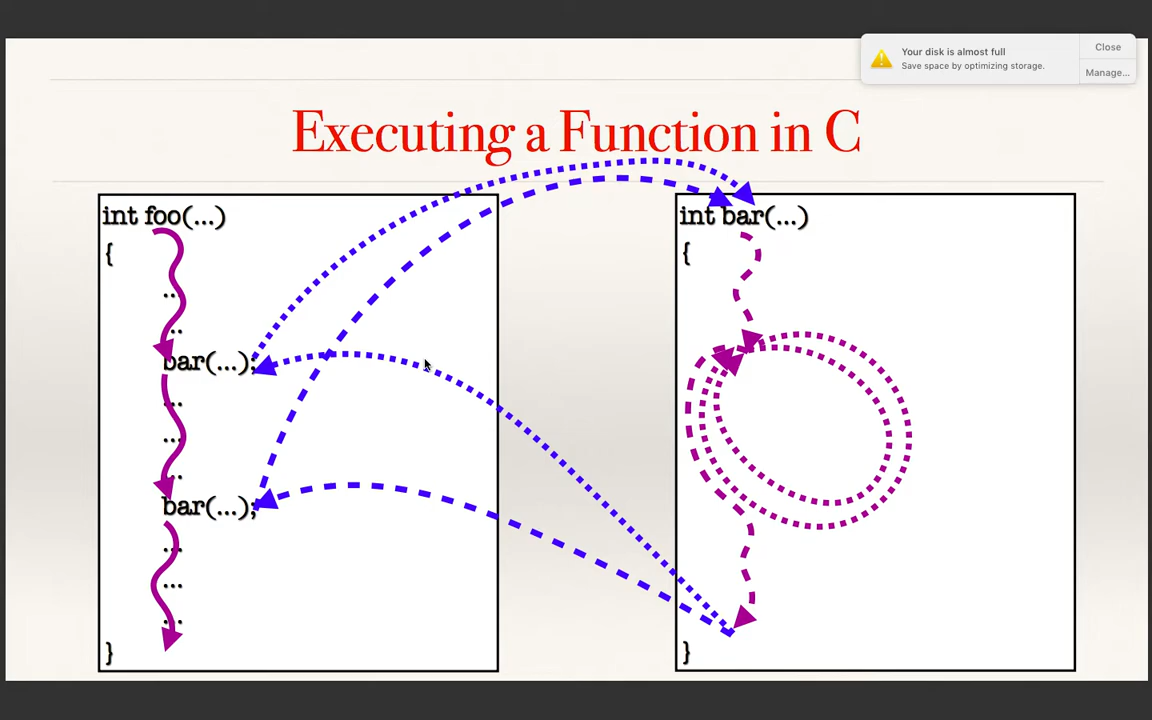 Your disk is almost full
Close
Save space by optimizing storage.
Manage...
Executing a Function in C
int foo(...)
{
...
...
bar(...);
...
...
...
bar(...);
...
...
...
}
int bar(...)
{
}